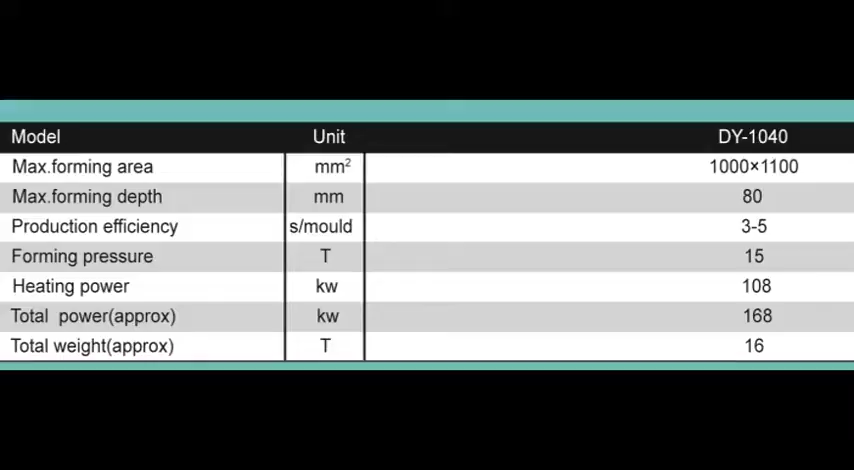 Model Unit DY-1040
Max.forming area mm² 1000×1100
Max.forming depth mm 80
Production efficiency s/mould 3-5
Forming pressure T 15
Heating power kw 108
Total power(approx) kw 168
Total weight(approx) T 16